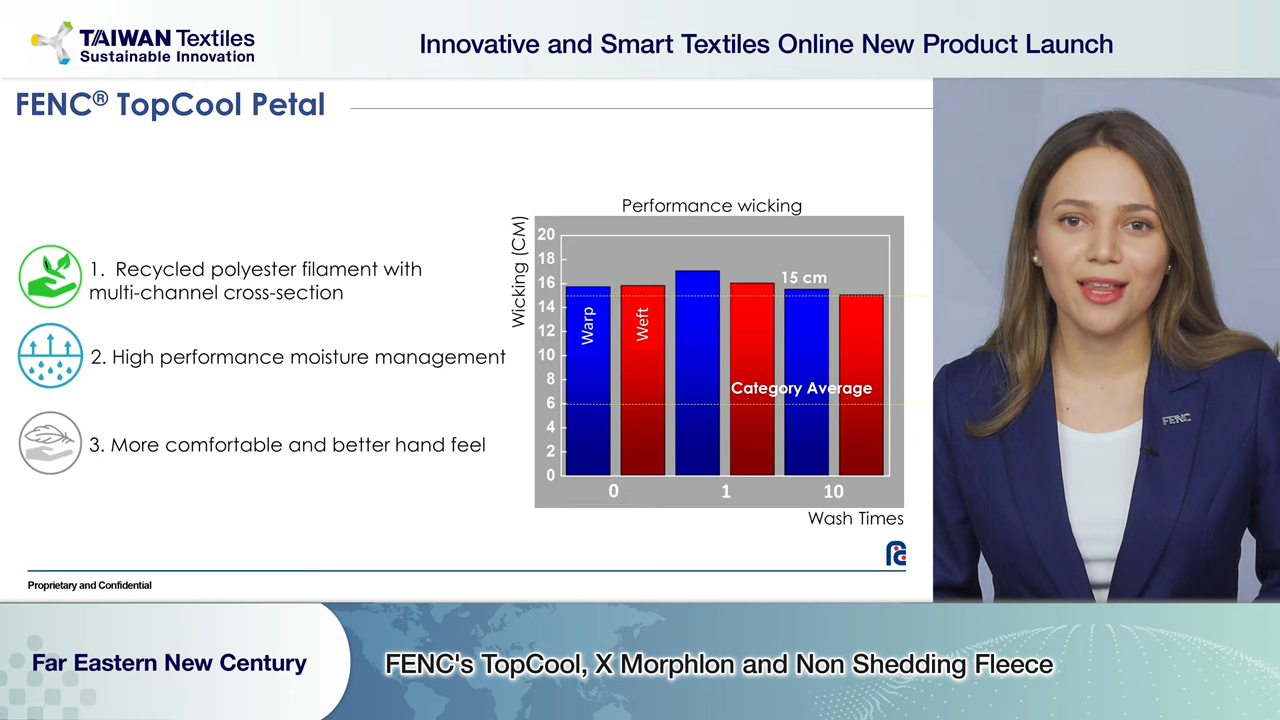 TAIWAN Textiles
Sustainable Innovation
Innovative and Smart Textiles Online New Product Launch
FENC® TopCool Petal
1. Recycled polyester filament with
multi-channel cross-section
2. High performance moisture management
3. More comfortable and better hand feel
Performance wicking
Wicking (CM)
20
18
16
14
12
10
8
6
4
2
0
Warp
Weft
15 cm
Category Average
0
1
10
Wash Times
Proprietary and Confidential
FENC
Far Eastern New Century
FENC's TopCool, X Morphlon and Non Shedding Fleece